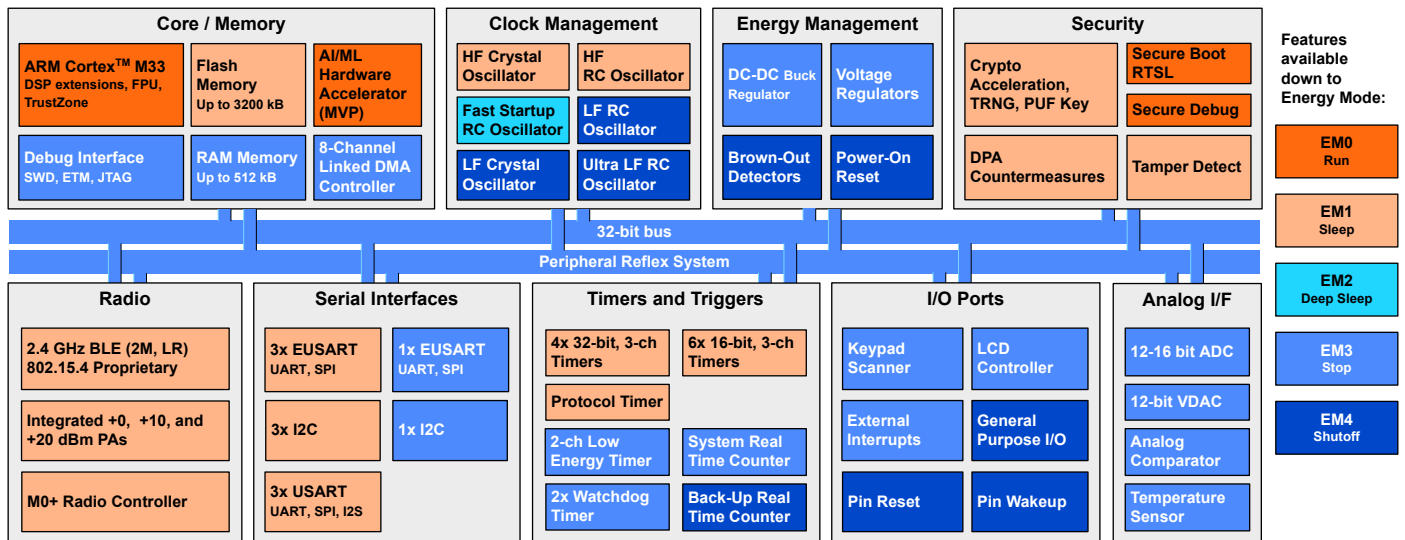 Core / Memory
ARM Cortex™ M33
DSP extensions, FPU,
TrustZone
Flash
Memory
Up to 3200 kB
AI/ML
Hardware
Accelerator
(MVP)
Debug Interface
SWD, ETM, JTAG
RAM Memory
Up to 512 kB
8-Channel
Linked DMA
Controller
Clock Management
HF Crystal
Oscillator
HF
RC Oscillator
Fast Startup
RC Oscillator
LF RC
Oscillator
LF Crystal
Oscillator
Ultra LF RC
Oscillator
Energy Management
DC-DC Buck
Regulator
Voltage
Regulators
Brown-Out
Detectors
Power-On
Reset
Security
Crypto
Acceleration,
TRNG, PUF Key
Secure Boot
RTSL
Secure Debug
DPA
Countermeasures
Tamper Detect
32-bit bus
Peripheral Reflex System
Radio
2.4 GHz BLE (2M, LR)
802.15.4 Proprietary
Integrated +0, +10, and
+20 dBm PAs
M0+ Radio Controller
Serial Interfaces
3x EUSART
UART, SPI
1x EUSART
UART, SPI
3x I2C
1x I2C
3x USART
UART, SPI, I2S
Timers and Triggers
4x 32-bit, 3-ch
Timers
6x 16-bit, 3-ch
Timers
Protocol Timer
2-ch Low
Energy Timer
System Real
Time Counter
2x Watchdog
Timer
Back-Up Real
Time Counter
I/O Ports
Keypad
Scanner
LCD
Controller
External
Interrupts
General
Purpose I/O
Pin Reset
Pin Wakeup
Analog I/F
12-16 bit ADC
12-bit VDAC
Analog
Comparator
Temperature
Sensor
Features
available
down to
Energy Mode:
EM0
Run
EM1
Sleep
EM2
Deep Sleep
EM3
Stop
EM4
Shutoff